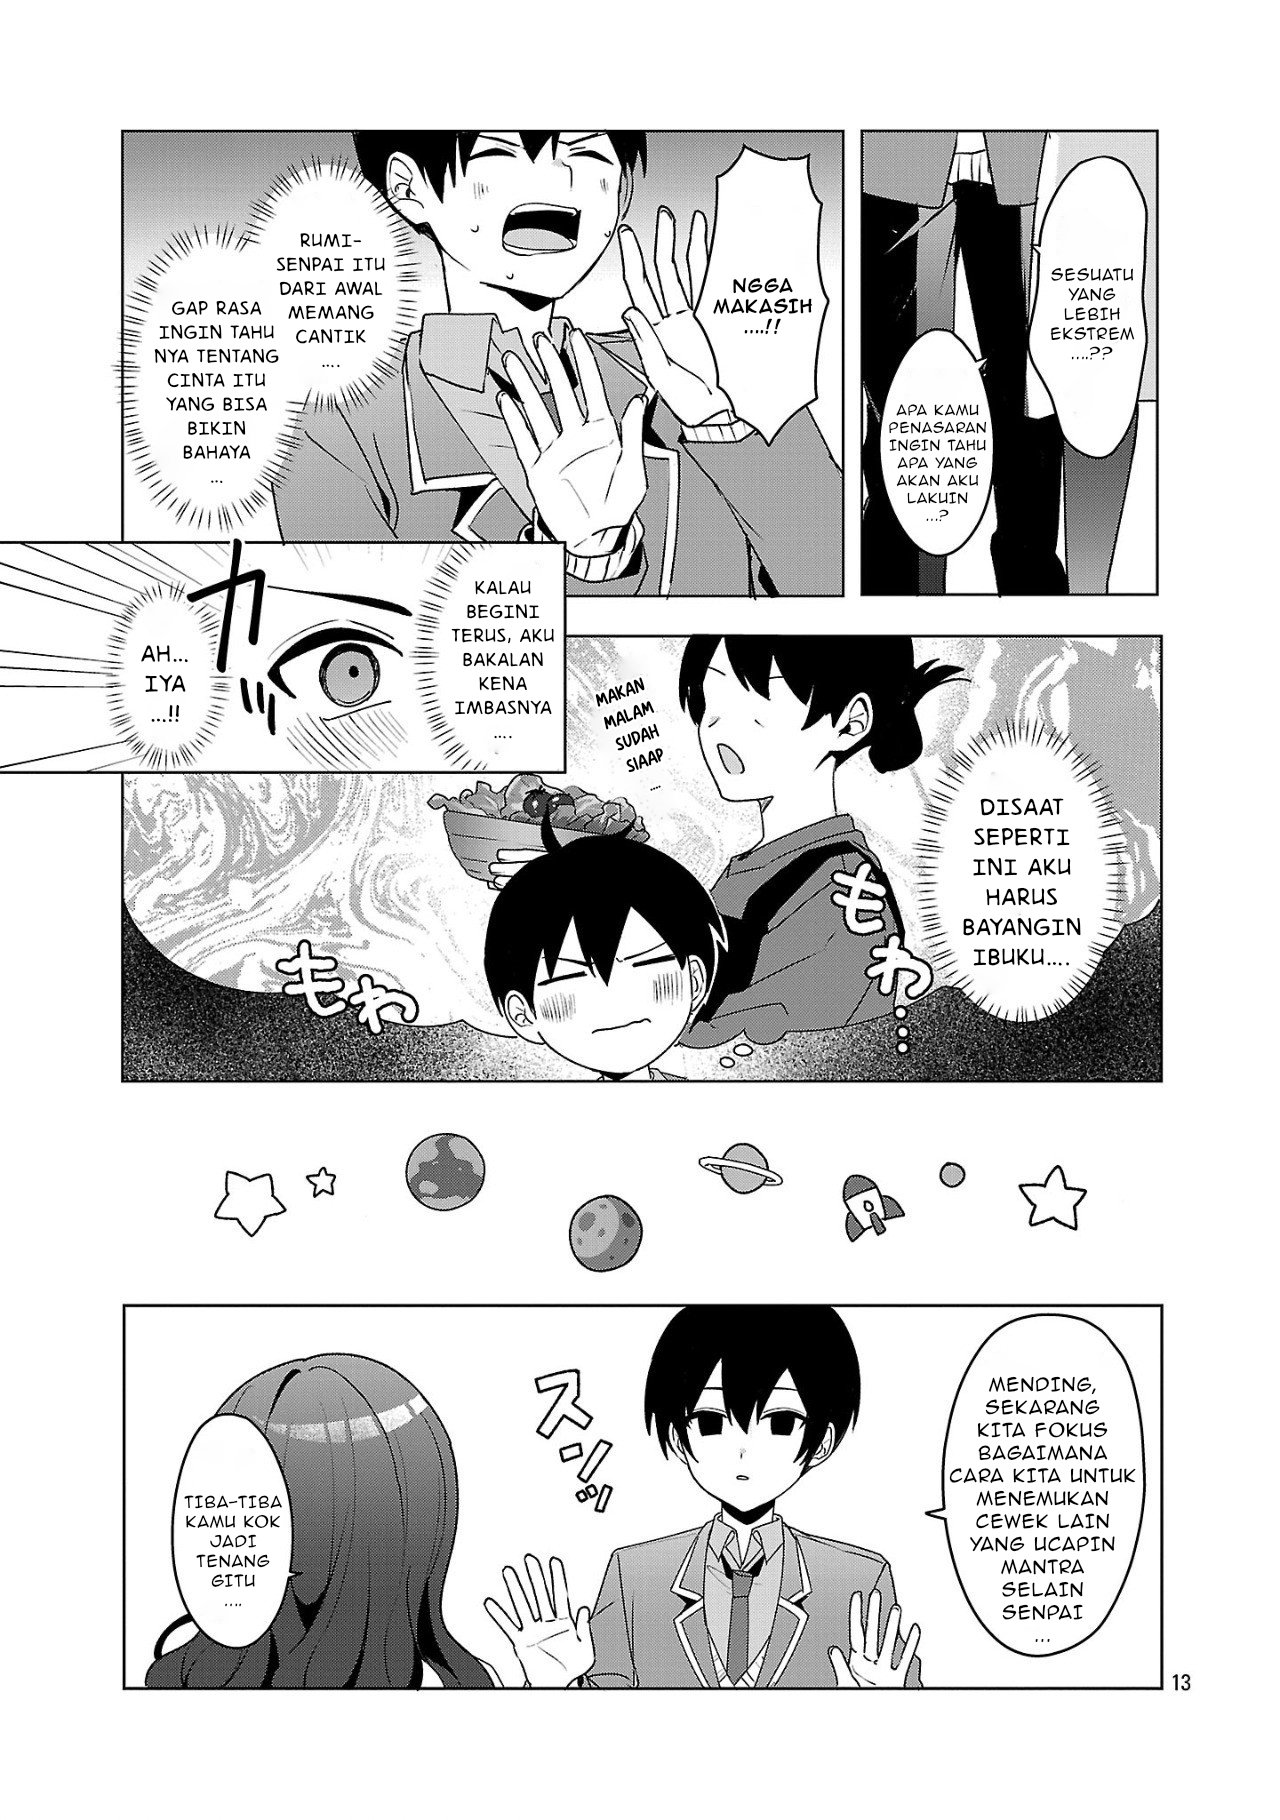 SESUATU
YANG
LEBIH
EKSTREM
....??
APA KAMU
PENASARAN
INGIN TAHU
APA YANG
AKAN AKU
LAKUIN
....?
NGGA
MAKASIH
....!!
RUMI-
SENPAI ITU
DARI AWAL
MEMANG
CANTIK
....
GAP RASA
INGIN TAHU
NYA TENTANG
CINTA ITU
YANG BISA
BIKIN
BAHAYA
...
KALAU
BEGINI
TERUS, AKU
BAKALAN
KENA
IMBASNYA
....
カッ
AH...
IYA
....!!
DISAAT
SEPERTI
INI AKU
HARUS
BAYANGIN
IBUKU....
MAKAN
MALAM
SUDAH
SIAAP
もわ…
もわ
MENDING,
SEKARANG
KITA FOKUS
BAGAIMANA
CARA KITA UNTUK
MENEMUKAN
CEWEK LAIN
YANG UCAPIN
MANTRA
SELAIN
SENPAI
...
スンッ
TIBA-TIBA
KAMU KOK
JADI
TENANG
GITU
....
13